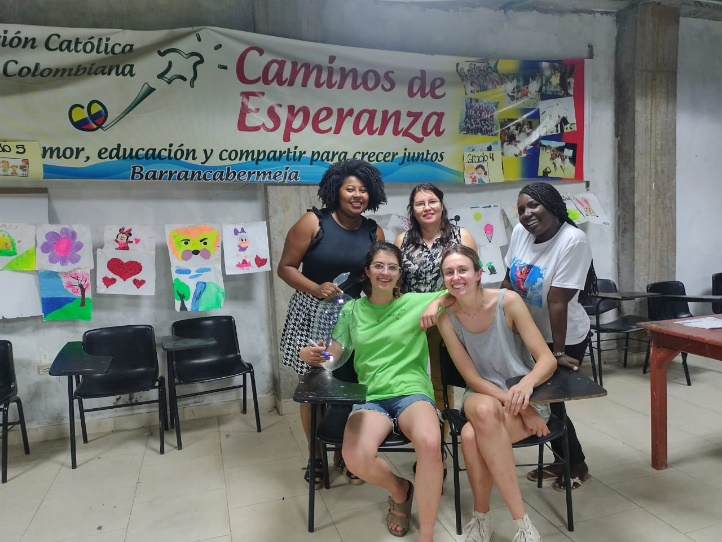 ión Católica
Colombiana
Caminos de
Esperanza
mor, educación y compartir para crecer juntos
Barrancabermeja
do 5
Grado 4